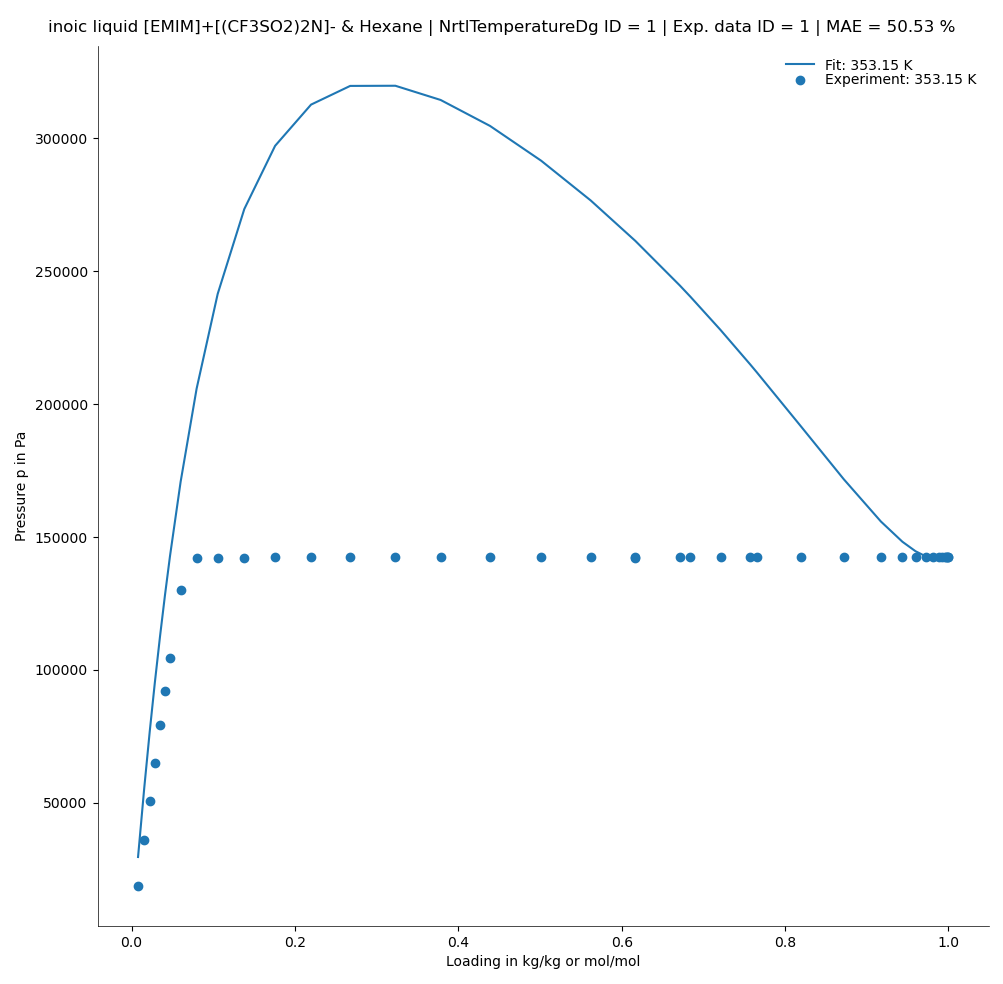 inoic liquid [EMIM]+[(CF3SO2)2N]- & Hexane | NrtlTemperatureDg ID = 1 | Exp. data ID = 1 | MAE = 50.53 %
Fit: 353.15 K
Experiment: 353.15 K
300000
250000
200000
150000
100000
50000
Pressure p in Pa
0.0 0.2 0.4 0.6 0.8 1.0
Loading in kg/kg or mol/mol